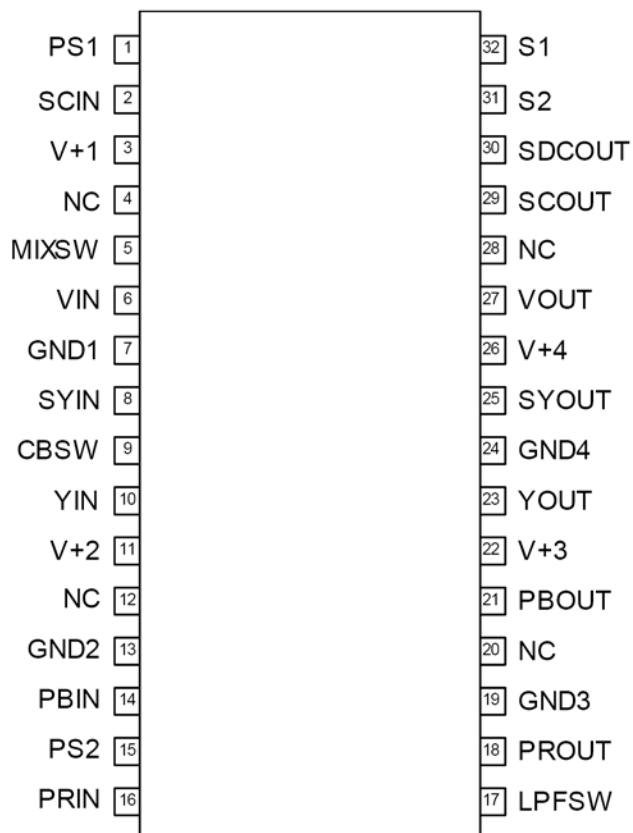 PS1 1 32 S1
SCIN 2 31 S2
V+1 3 30 SDCOUT
NC 4 29 SCOUT
MIXSW 5 28 NC
VIN 6 27 VOUT
GND1 7 26 V+4
SYIN 8 25 SYOUT
CBSW 9 24 GND4
YIN 10 23 YOUT
V+2 11 22 V+3
NC 12 21 PBOUT
GND2 13 20 NC
PBIN 14 19 GND3
PS2 15 18 PROUT
PRIN 16 17 LPFSW